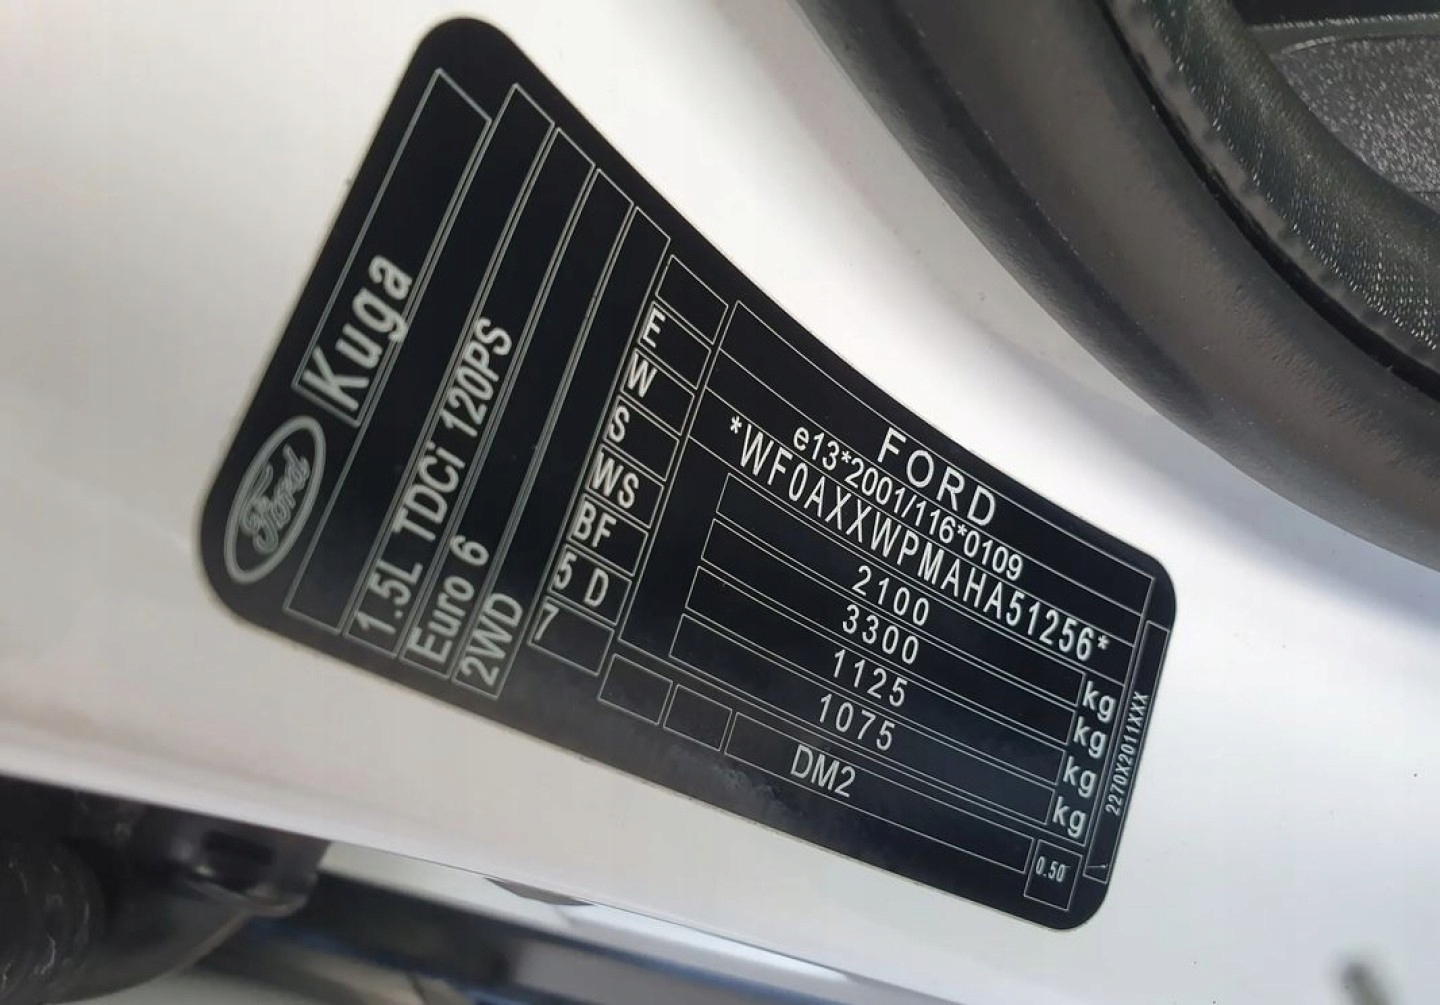 Ford
Kuga
1.5L TDCi 120PS
Euro 6
2WD
E
W
S
WS
BF
5 D
7
FORD
e13*2001/116*0109
*WF0AXXWPMAHA51256*
2100 kg
3300 kg
1125 kg
1075 kg
DM2
0.50
2270X2011XXX